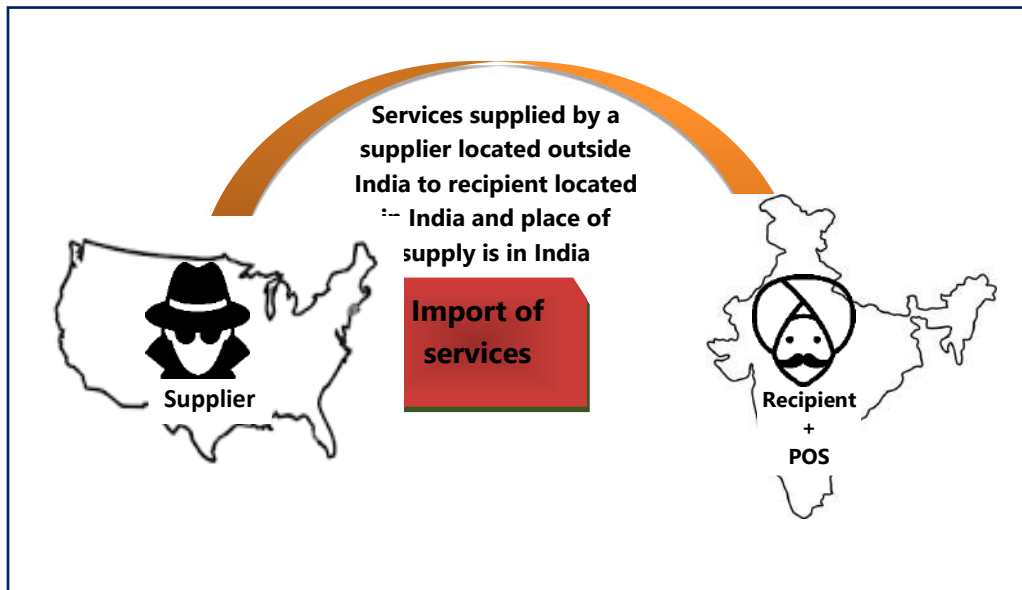 Services supplied by a
supplier located outside
India to recipient located
in India and place of
supply is in India
Import of
services
Supplier
Recipient
+
POS